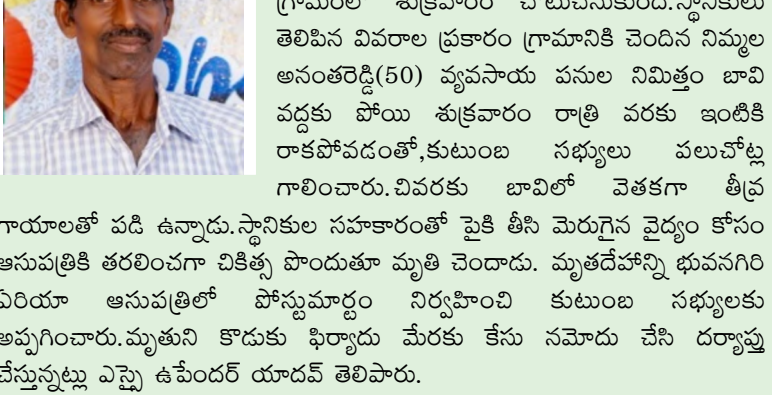 గ్రామంలో శుక్రవారం చోటుచేసుకుంది.స్థానికులు
తెలిపిన వివరాల ప్రకారం గ్రామానికి చెందిన నిమ్మల
అనంతరెడ్డి(50) వ్యవసాయ పనుల నిమిత్తం బావి
వద్దకు పోయి శుక్రవారం రాత్రి వరకు ఇంటికి
రాకపోవడంతో,కుటుంబ సభ్యులు పలుచోట్ల
గాలించారు.చివరకు బావిలో వెతకగా తీవ్ర
గాయాలతో పడి ఉన్నాడు.స్థానికుల సహకారంతో పైకి తీసి మెరుగైన వైద్యం కోసం
ఆసుపత్రికి తరలించగా చికిత్స పొందుతూ మృతి చెందాడు. మృతదేహాన్ని భువనగిరి
ఏరియా ఆసుపత్రిలో పోస్టుమార్టం నిర్వహించి కుటుంబ సభ్యులకు
అప్పగించారు.మృతుని కొడుకు ఫిర్యాదు మేరకు కేసు నమోదు చేసి దర్యాప్తు
చేస్తున్నట్లు ఎస్సై ఉపేందర్ యాదవ్ తెలిపారు.